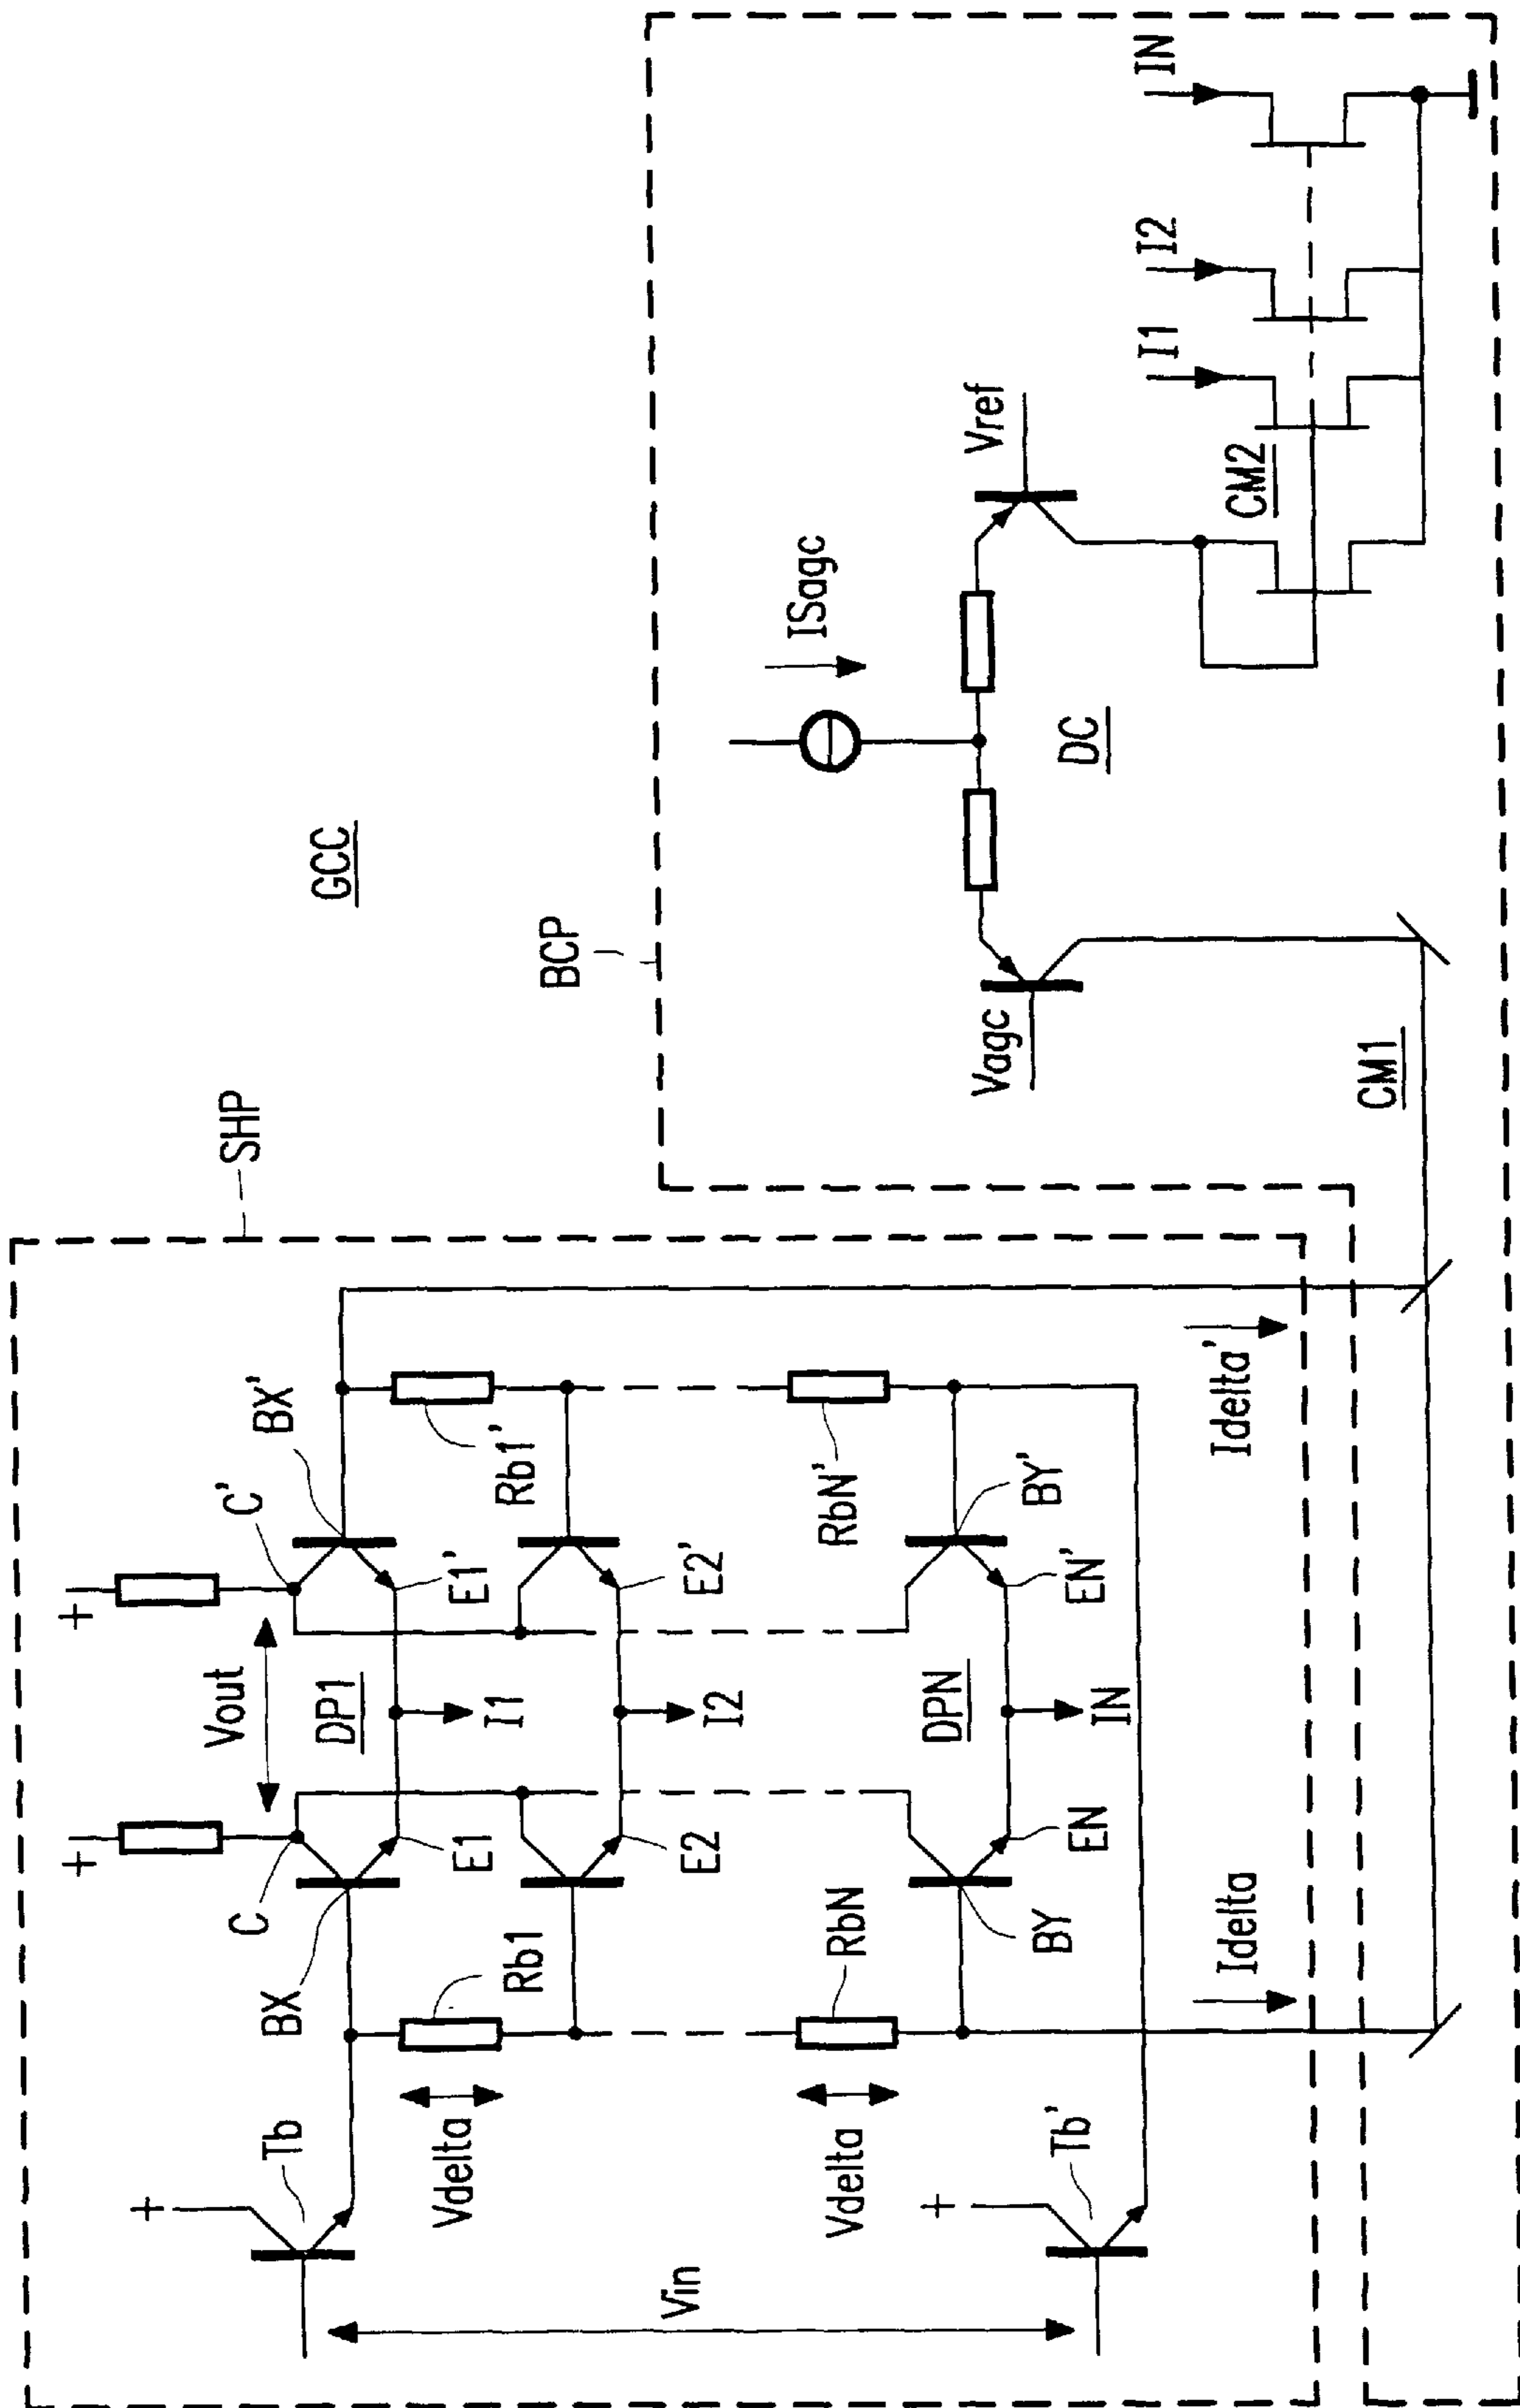 GCC
SHP
BCP
+
+
Vout
C
C'
BX
BX'
DP1
E1
E1'
I1
Tb
+
Rb1
Rb1'
Vdelta
E2
E2'
I2
Vin
Vdelta
RbN
RbN'
DPN
BY
BY'
EN
EN'
IN
Tb'
+
Idelta
Idelta'
ISagc
Vagc
Vref
DC
CM1
CM2
I1
I2
IN